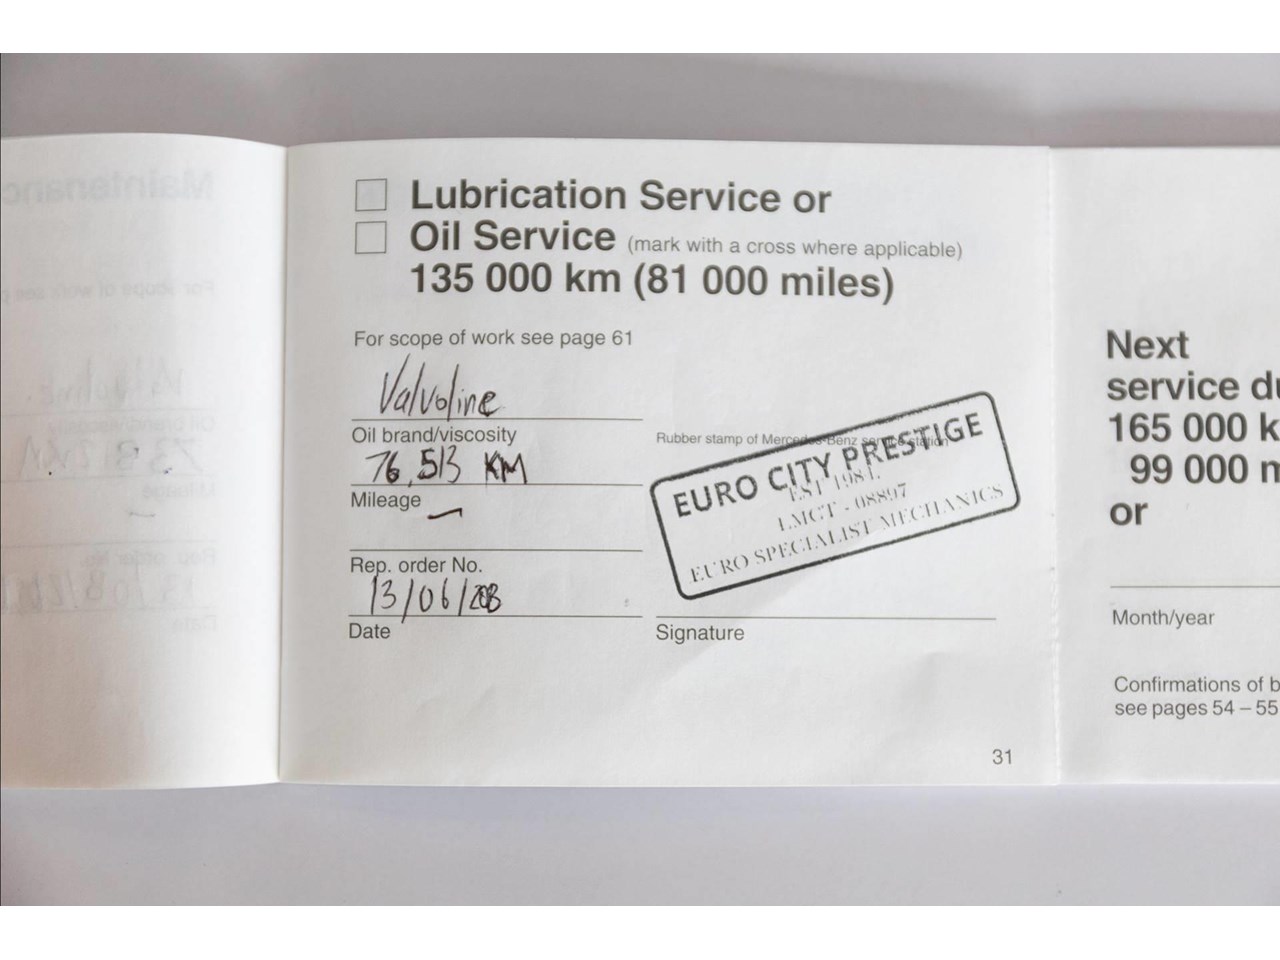 Lubrication Service or
Oil Service (mark with a cross where applicable)
135 000 km (81 000 miles)
For scope of work see page 61
Valvoline
Oil brand/viscosity
76,513 KM
Mileage
Rep. order No.
13/06/
Date
Rubber stamp of Mercedes-Benz service station
EURO CITY PRESTIGE
EST 1981.
LMCT - 08897
EURO SPECIALIST MECHANICS
Signature
31
Next
service du
165 000 k
99 000 m
or
Month/year
Confirmations of b
see pages 54 – 55